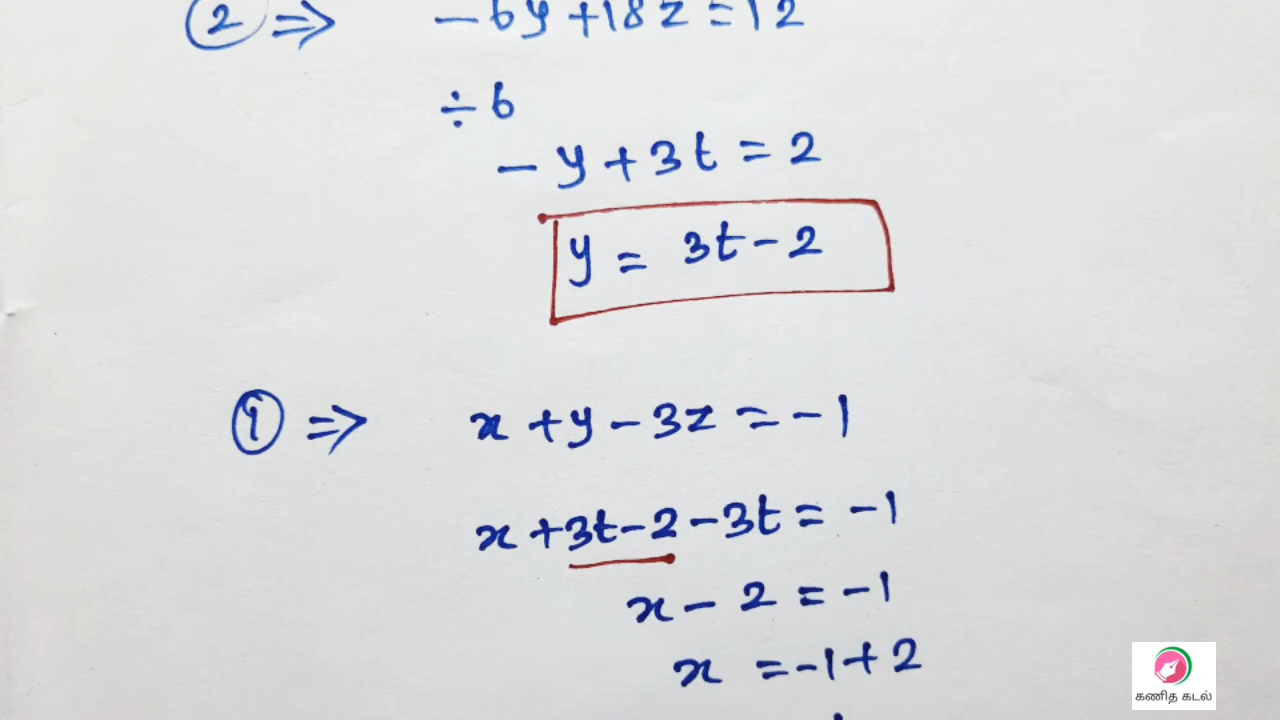 ② ⇒ -6y+18z=12
÷6
-y+3t=2
y = 3t-2
① ⇒ x+y-3z=-1
x+3t-2-3t=-1
x-2=-1
x =-1+2
கணித கடல்